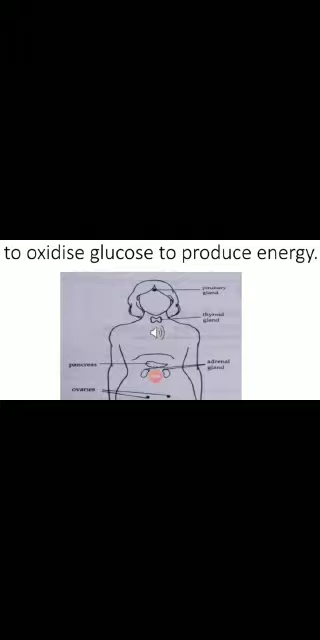 to oxidise glucose to produce energy.
pituitary
gland
thyroid
gland
pancreas
adrenal
gland
ovaries